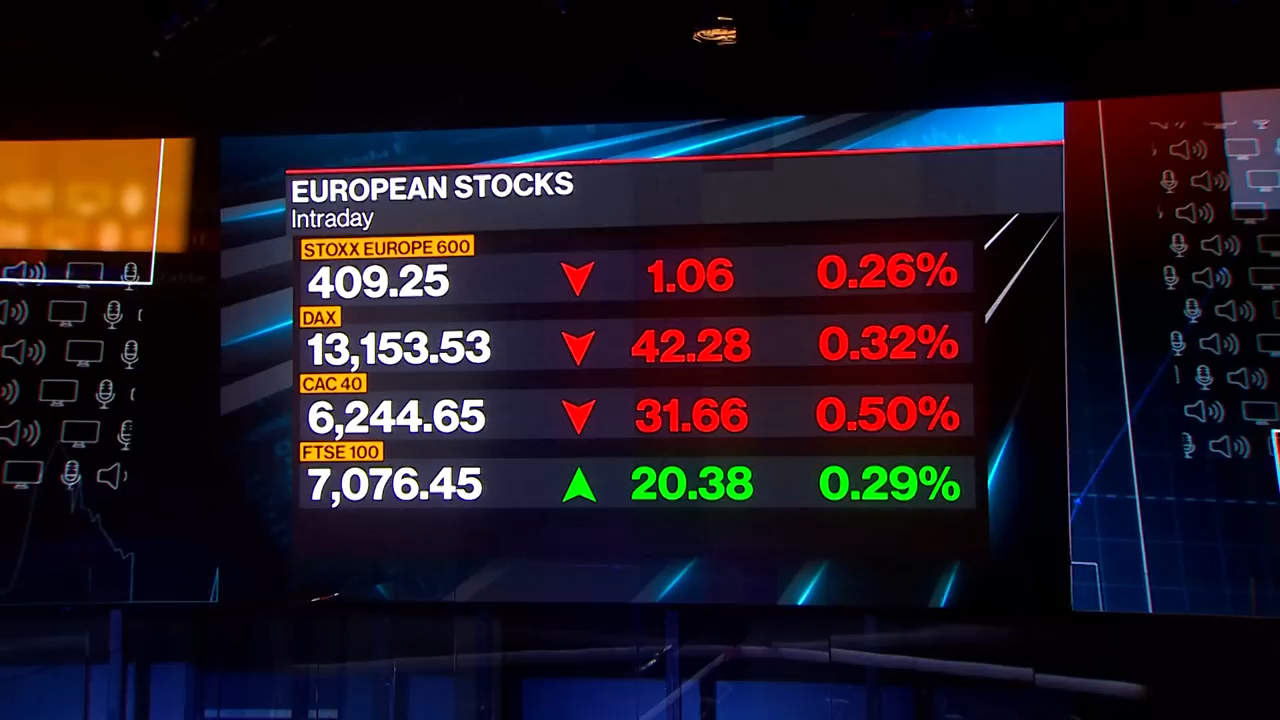 EUROPEAN STOCKS
Intraday
STOXX EUROPE 600
409.25 ▼ 1.06 0.26%
DAX
13,153.53 ▼ 42.28 0.32%
CAC 40
6,244.65 ▼ 31.66 0.50%
FTSE 100
7,076.45 ▲ 20.38 0.29%